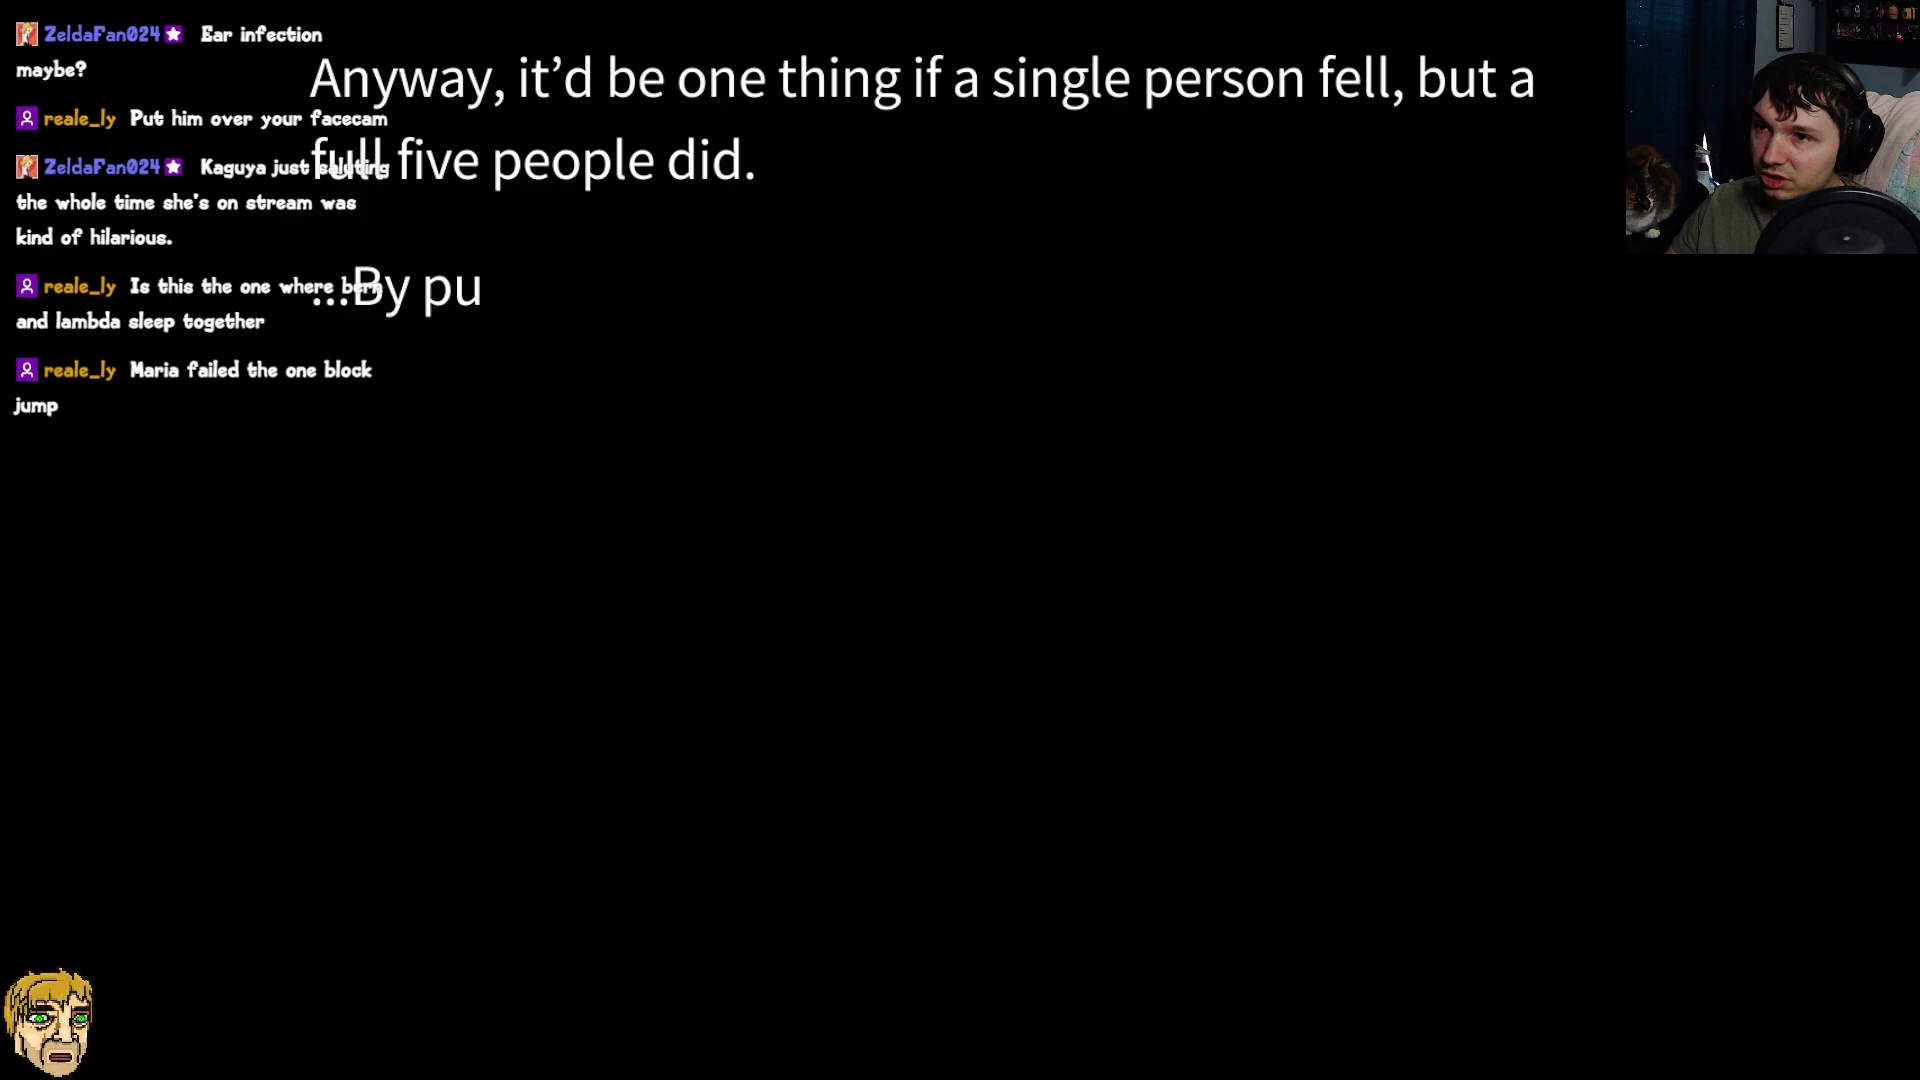 ZeldaFan024 Ear infection
maybe?
reale_ly Put him over your facecam
ZeldaFan024 Kaguya just saluting
the whole time she's on stream was
kind of hilarious.
reale_ly Is this the one where bern
and lambda sleep together
reale_ly Maria failed the one block
jump
Anyway, it’d be one thing if a single person fell, but a
full five people did.
...By pu